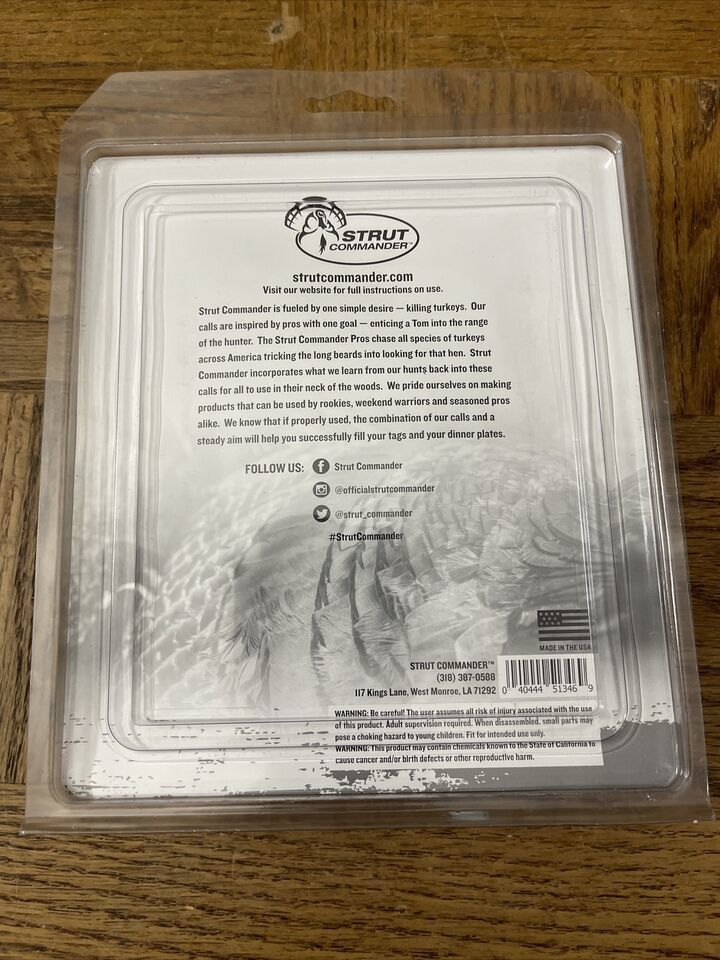 STRUT
COMMANDER™
strutcommander.com
Visit our website for full instructions on use.
Strut Commander is fueled by one simple desire — killing turkeys. Our
calls are inspired by pros with one goal — enticing a Tom into the range
of the hunter. The Strut Commander Pros chase all species of turkeys
across America tricking the long beards into looking for that hen. Strut
Commander incorporates what we learn from our hunts back into these
calls for all to use in their neck of the woods. We pride ourselves on making
products that can be used by rookies, weekend warriors and seasoned pros
alike. We know that if properly used, the combination of our calls and a
steady aim will help you successfully fill your tags and your dinner plates.
FOLLOW US: Strut Commander
@officialstrutcommander
@strut_commander
#StrutCommander
MADE IN THE USA
STRUT COMMANDER™
(318) 387-0588
117 Kings Lane, West Monroe, LA 71292
0 40444 51346 9
WARNING: Be careful! The user assumes all risk of injury associated with the use
of this product. Adult supervision required. When disassembled, small parts may
pose a choking hazard to young children. Fit for intended use only.
WARNING: This product may contain chemicals known to the State of California to
cause cancer and/or birth defects or other reproductive harm.